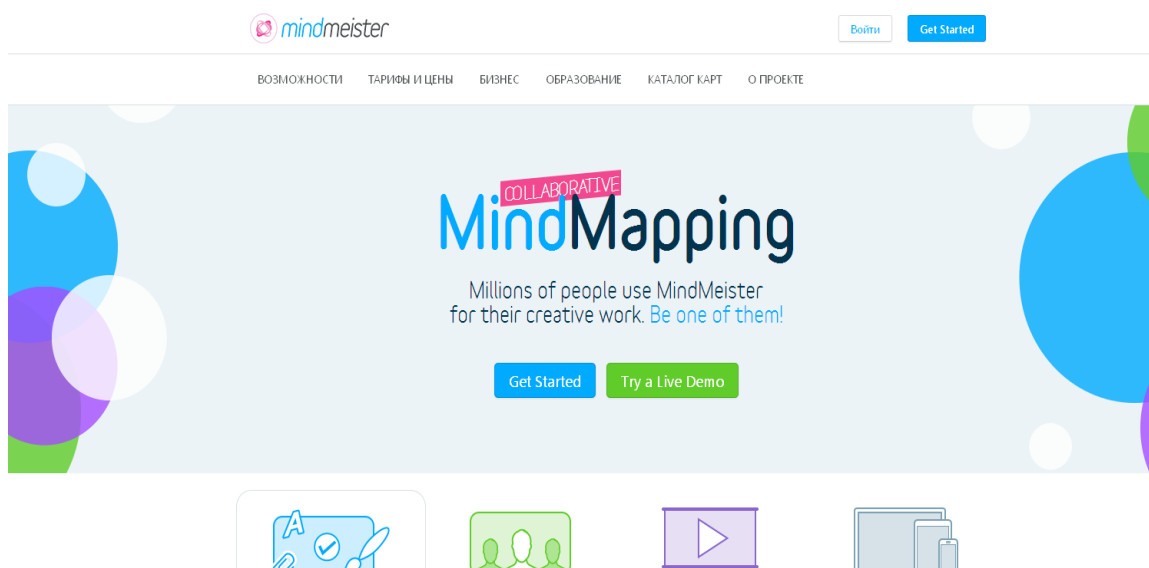 mindmeister
Войти
Get Started
ВОЗМОЖНОСТИ ТАРИФЫ И ЦЕНЫ БИЗНЕС ОБРАЗОВАНИЕ КАТАЛОГ КАРТ О ПРОЕКТЕ
COLLABORATIVE
MindMapping
Millions of people use MindMeister
for their creative work. Be one of them!
Get Started
Try a Live Demo
A